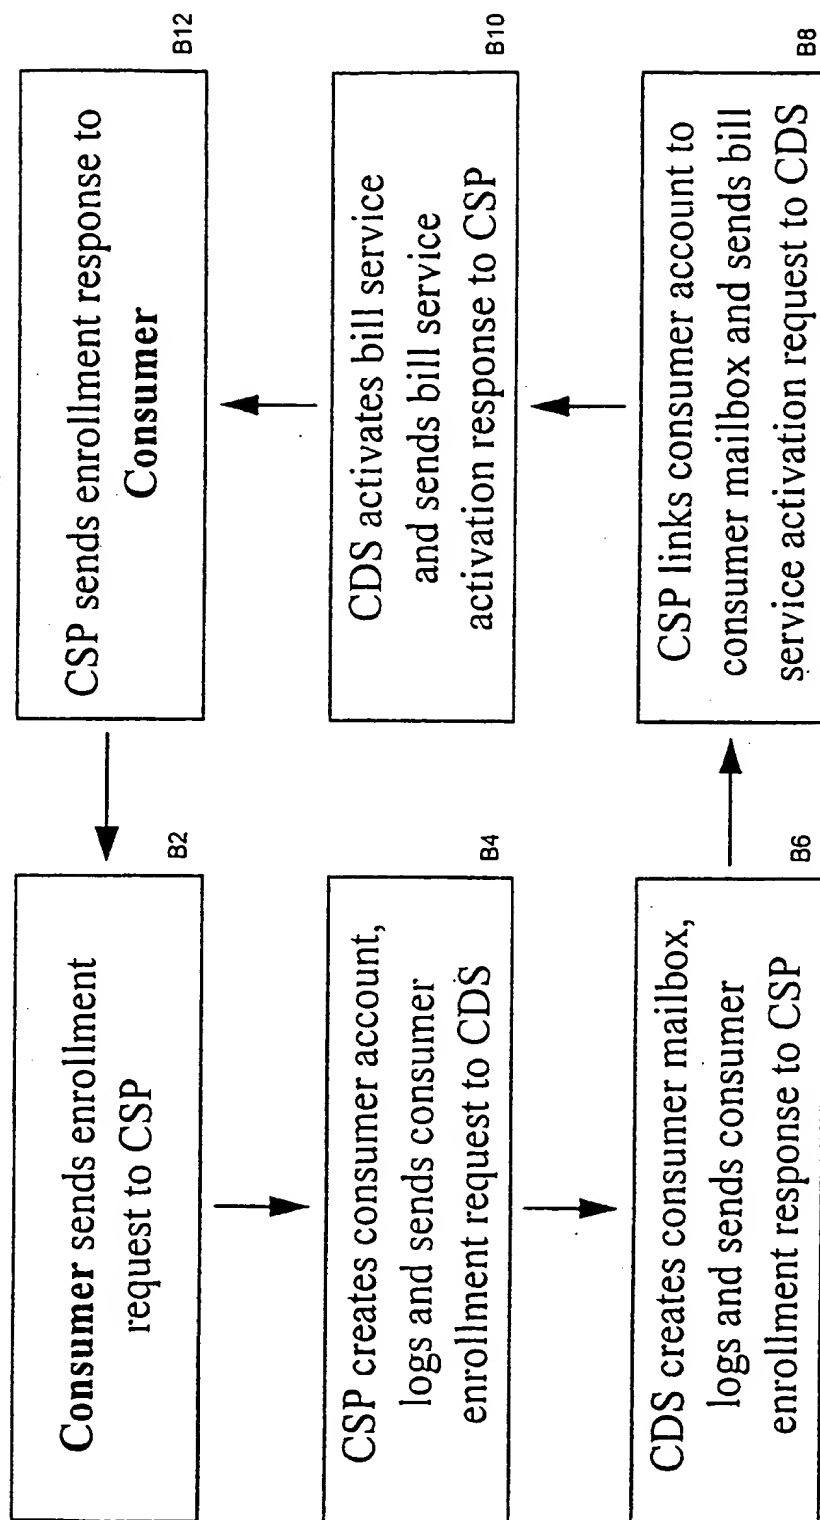 Consumer sends enrollment
request to CSP
B2
CSP creates consumer account,
logs and sends consumer
enrollment request to CDS
B4
CDS creates consumer mailbox,
logs and sends consumer
enrollment response to CSP
B6
CSP links consumer account to
consumer mailbox and sends bill
service activation request to CDS
B8
CDS activates bill service
and sends bill service
activation response to CSP
B10
CSP sends enrollment response to
Consumer
B12